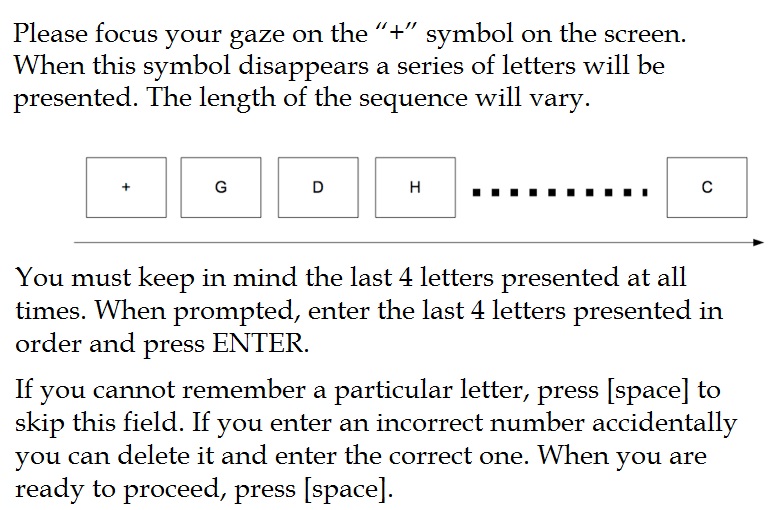 Please focus your gaze on the “+” symbol on the screen.
When this symbol disappears a series of letters will be
presented. The length of the sequence will vary.
+ G D H C
You must keep in mind the last 4 letters presented at all
times. When prompted, enter the last 4 letters presented in
order and press ENTER.
If you cannot remember a particular letter, press [space] to
skip this field. If you enter an incorrect number accidentally
you can delete it and enter the correct one. When you are
ready to proceed, press [space].